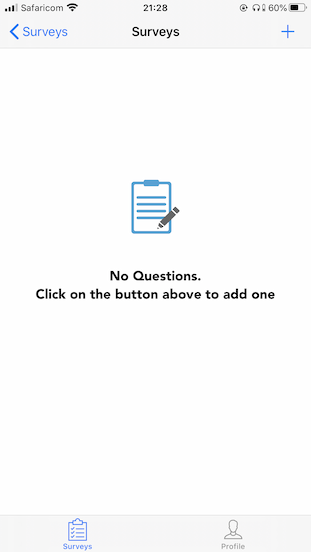 Safaricom 21:28 60%
Surveys Surveys +
No Questions.
Click on the button above to add one
Surveys Profile